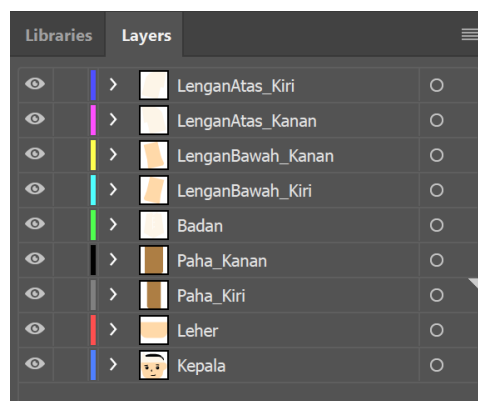 Libraries Layers
LenganAtas_Kiri
LenganAtas_Kanan
LenganBawah_Kanan
LenganBawah_Kiri
Badan
Paha_Kanan
Paha_Kiri
Leher
Kepala